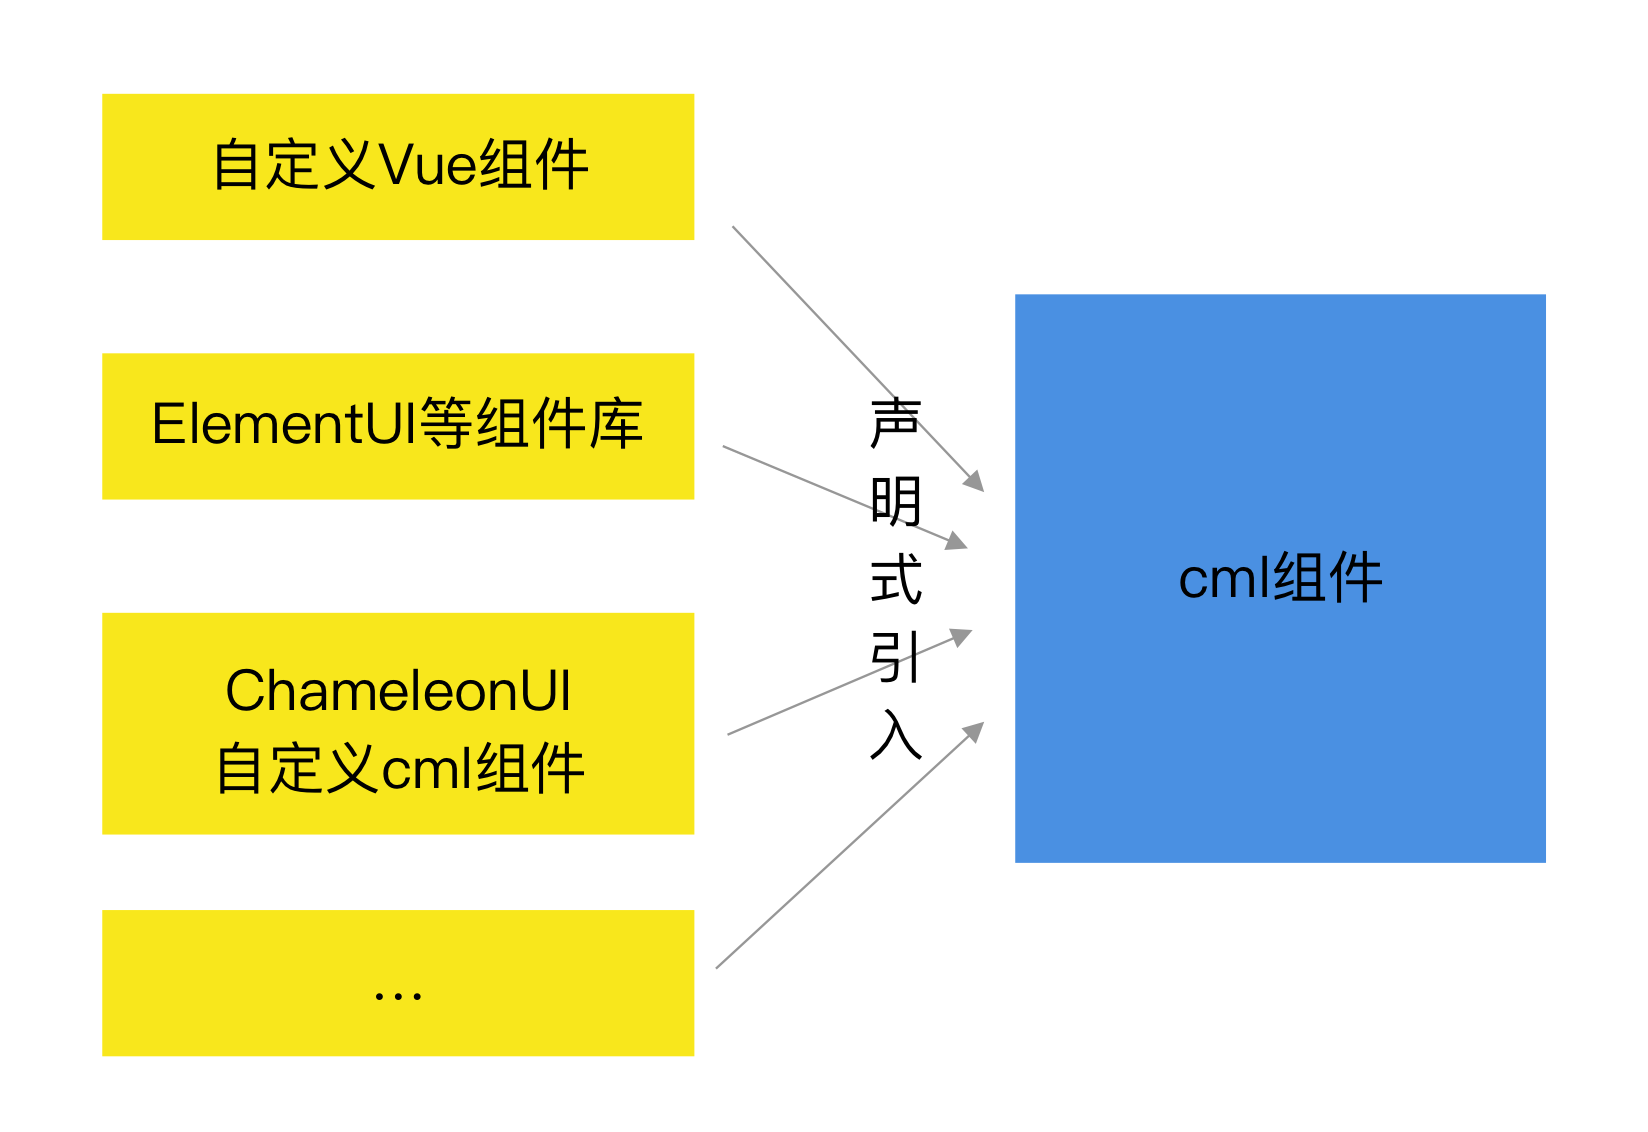 自定义Vue组件
ElementUI等组件库
ChameleonUI
自定义cml组件
...
声
明
式
引
入
cml组件